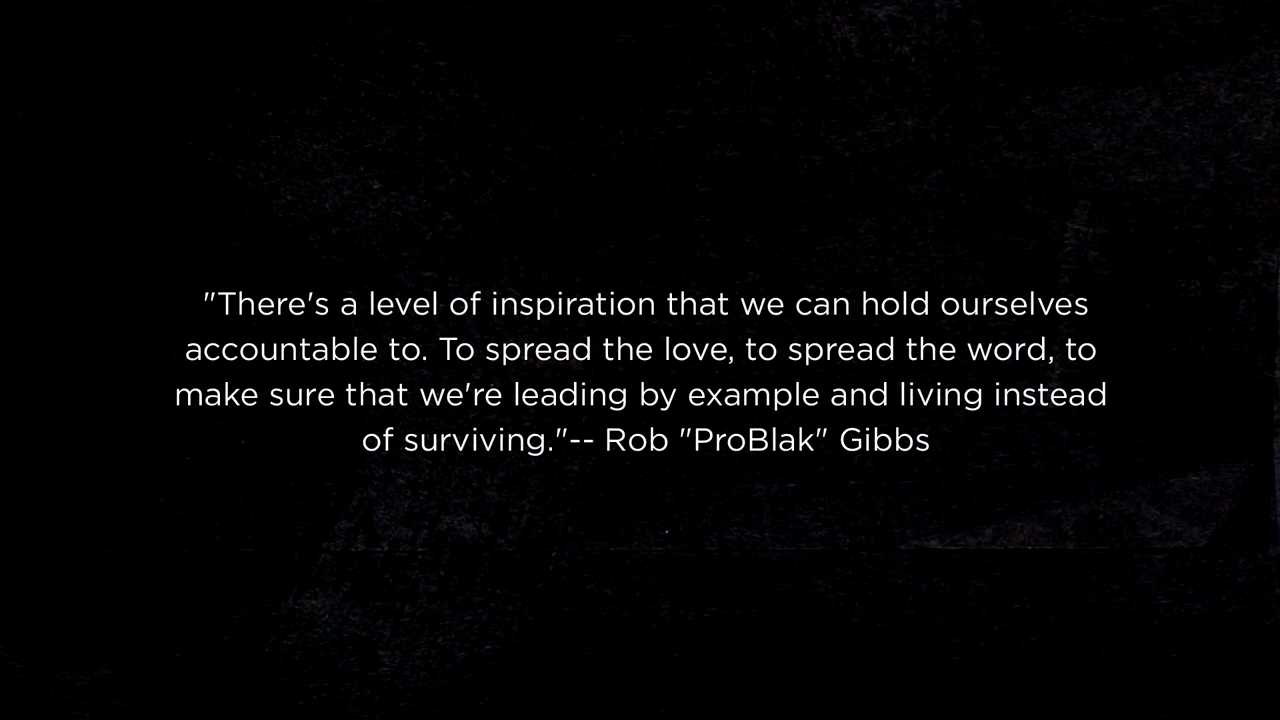 "There's a level of inspiration that we can hold ourselves
accountable to. To spread the love, to spread the word, to
make sure that we're leading by example and living instead
of surviving."-- Rob "ProBlak" Gibbs